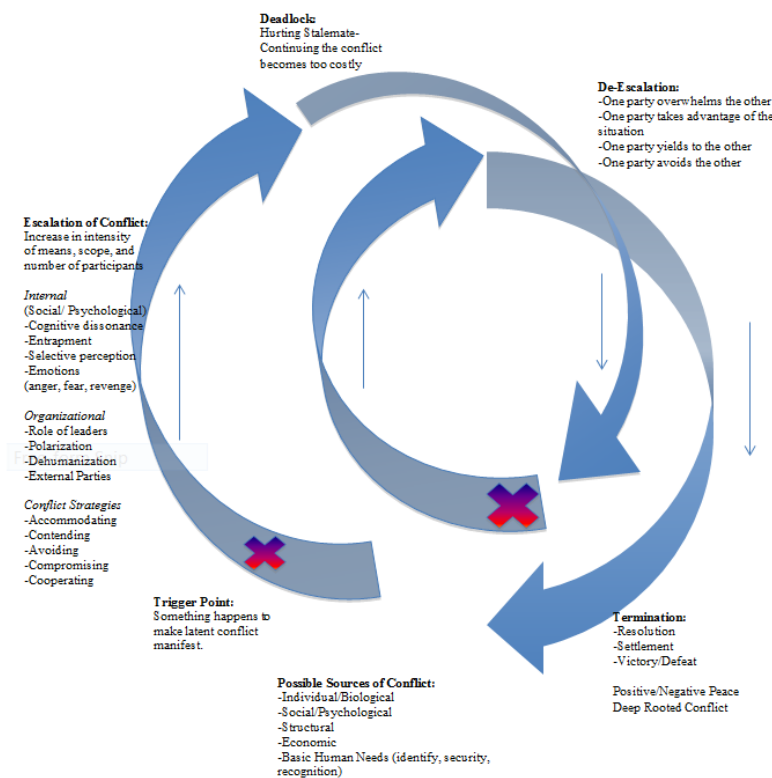 Deadlock:
Hurting Stalemate-
Continuing the conflict
becomes too costly
De-Escalation:
-One party overwhelms the other
-One party takes advantage of the
situation
-One party yields to the other
-One party avoids the other
Escalation of Conflict:
Increase in intensity
of means, scope, and
number of participants
Internal
(Social/ Psychological)
-Cognitive dissonance
-Entrapment
-Selective perception
-Emotions
(anger, fear, revenge)
Organizational
-Role of leaders
-Polarization
-Dehumanization
-External Parties
Conflict Strategies
-Accommodating
-Contending
-Avoiding
-Compromising
-Cooperating
Trigger Point:
Something happens to
make latent conflict
manifest.
Termination:
-Resolution
-Settlement
-Victory/Defeat
Positive/Negative Peace
Deep Rooted Conflict
Possible Sources of Conflict:
-Individual/Biological
-Social/Psychological
-Structural
-Economic
-Basic Human Needs (identify, security,
recognition)